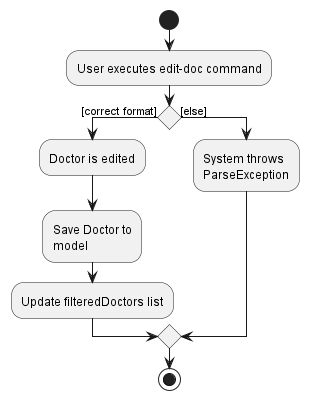 User executes edit-doc command
[correct format]
[else]
Doctor is edited
System throws
ParseException
Save Doctor to
model
Update filteredDoctors list